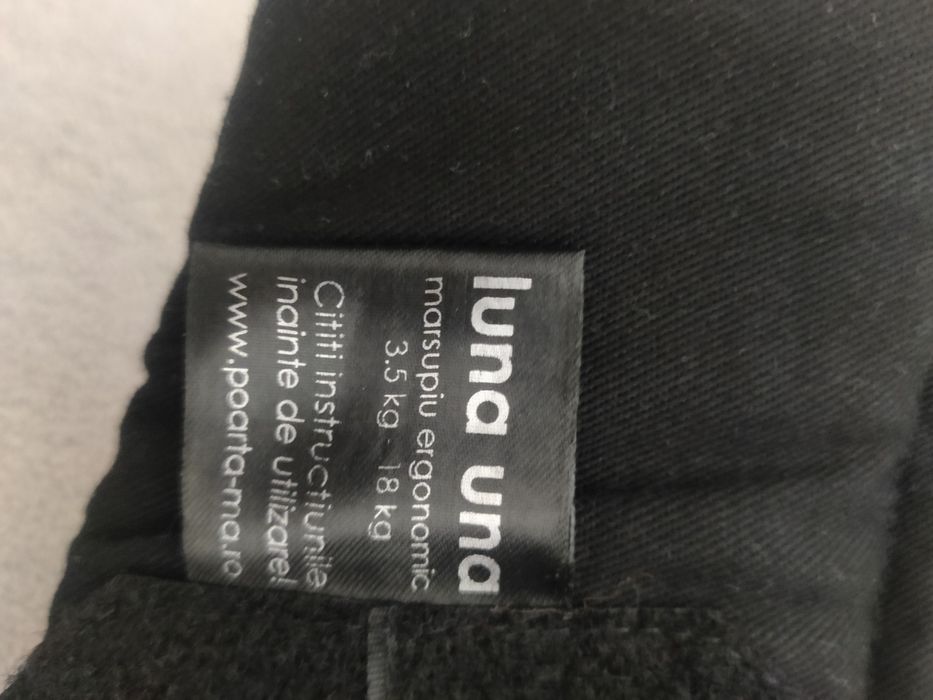 luna una
marsupiu ergonomic
3.5 kg - 18 kg
Cititi instructiunile
inainte de utilizare!
www.poarta-ma.ro